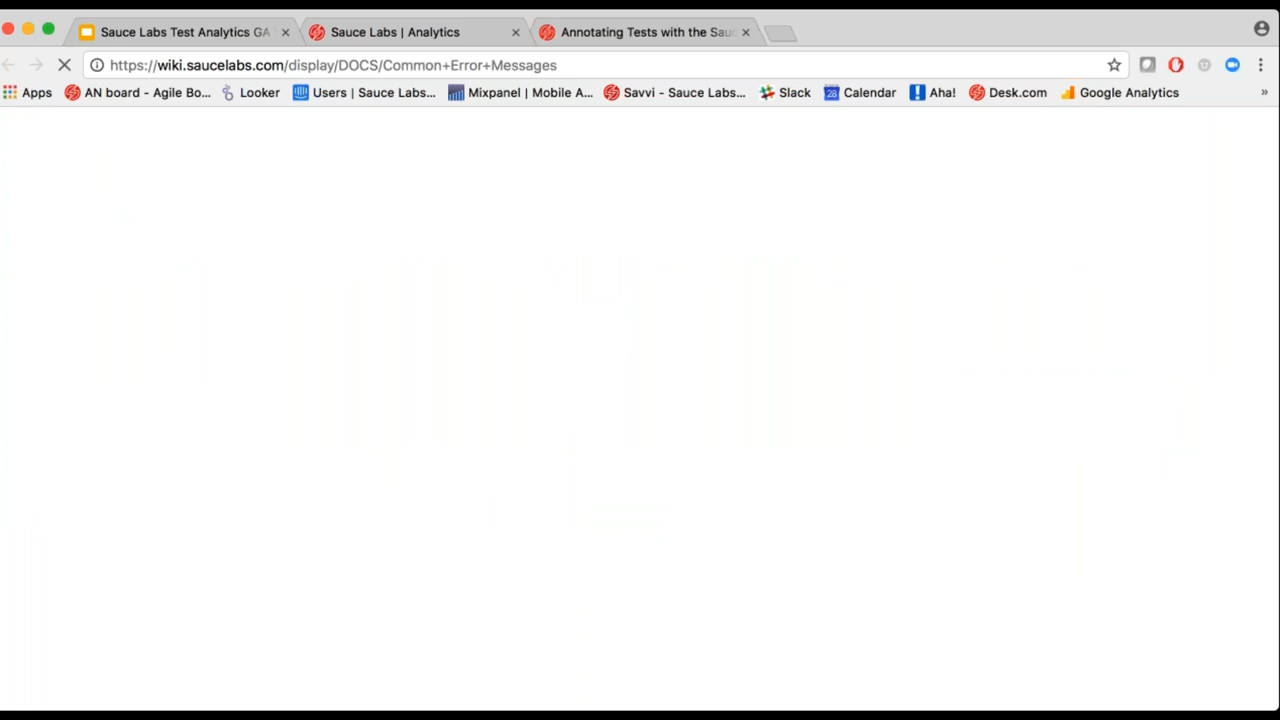 Sauce Labs Test Analytics GA
Sauce Labs | Analytics
Annotating Tests with the Sauc
https://wiki.saucelabs.com/display/DOCS/Common+Error+Messages
Apps
AN board - Agile Bo...
Looker
Users | Sauce Labs...
Mixpanel | Mobile A...
Savvi - Sauce Labs...
Slack
28
Calendar
Aha!
Desk.com
Google Analytics
»